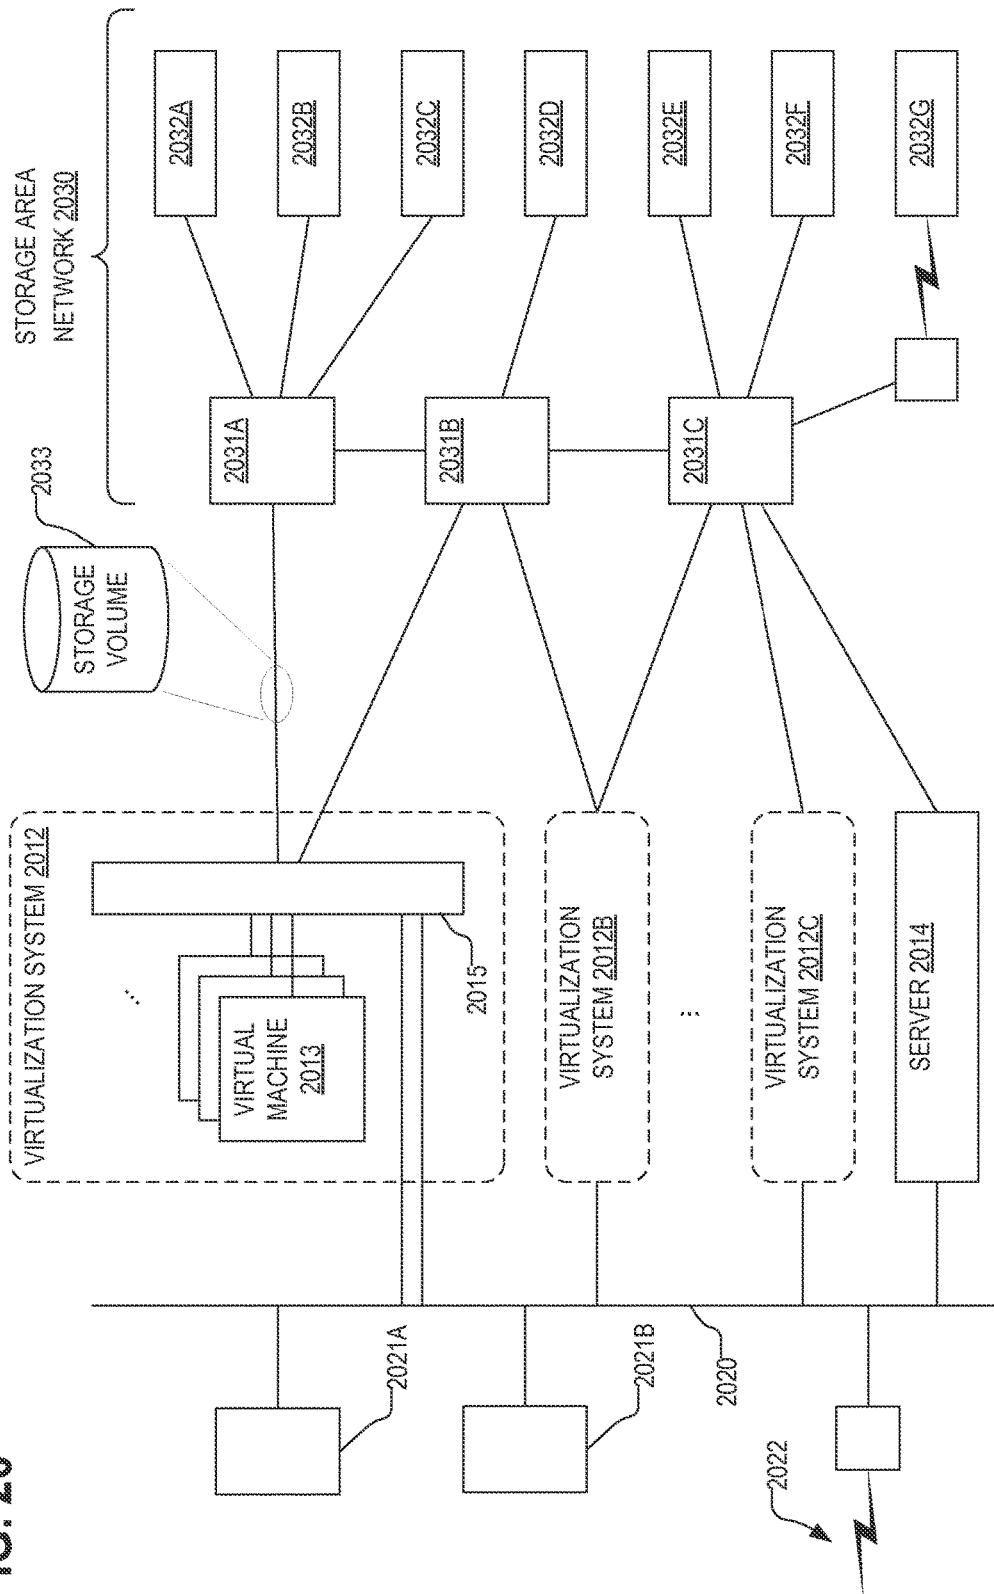 STORAGE AREA
NETWORK 2030
2033
STORAGE
VOLUME
2032A
2032B
2032C
2032D
2032E
2032F
2032G
2031A
2031B
2031C
VIRTUALIZATION SYSTEM 2012
...
VIRTUAL
MACHINE
2013
2015
VIRTUALIZATION
SYSTEM 2012B
...
VIRTUALIZATION
SYSTEM 2012C
SERVER 2014
2021A
2021B
2020
2022